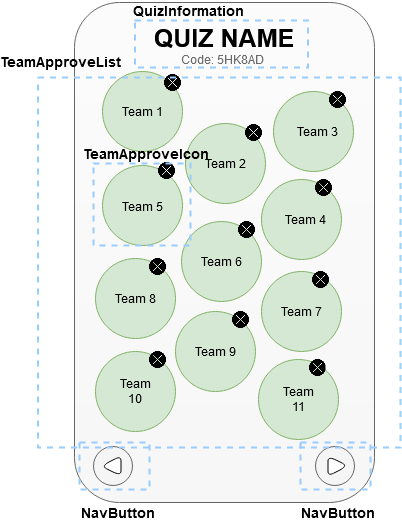 QuizInformation
QUIZ NAME
Code: 5HK8AD
TeamApproveList
Team 1
Team 3
Team 2
TeamApproveIcon
Team 5
Team 4
Team 6
Team 8
Team 7
Team 9
Team
10
Team
11
NavButton
NavButton